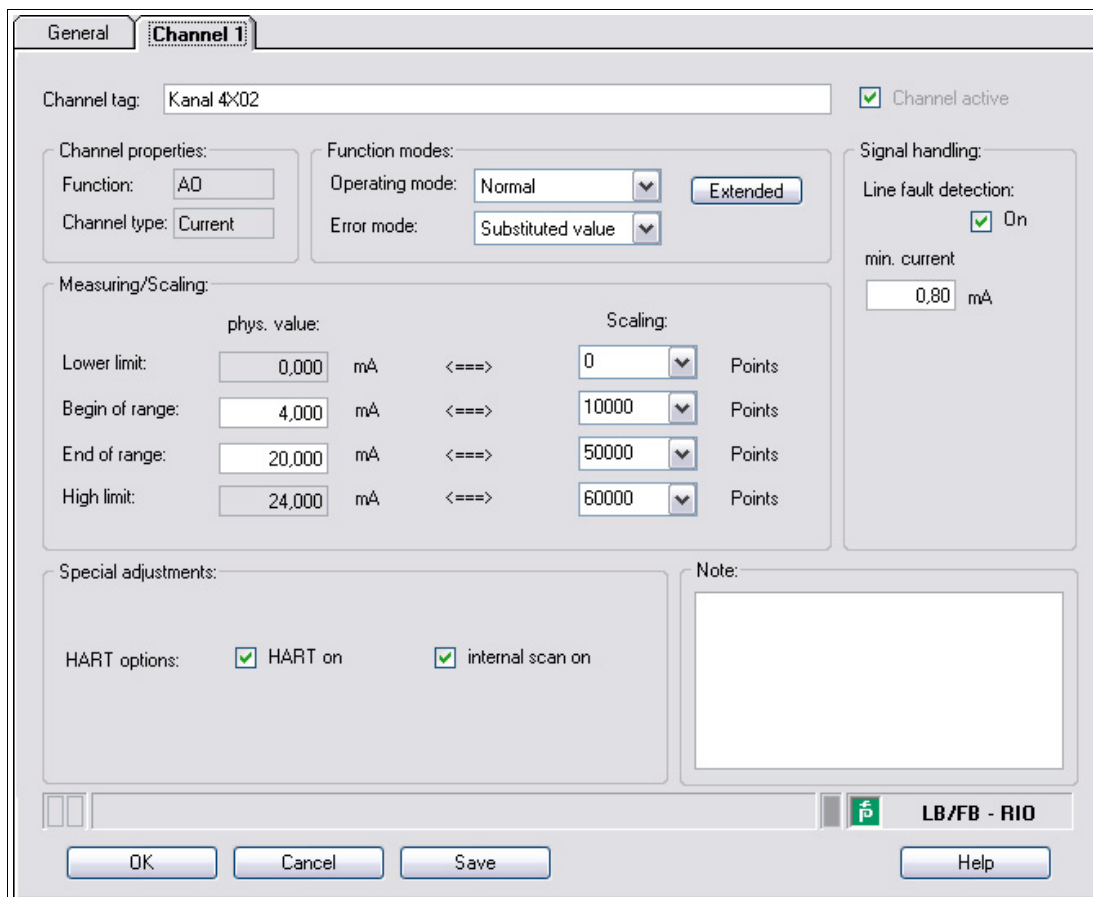 General Channel 1
Channel tag: Kanal 4X02 Channel active
Channel properties:
Function: AO
Channel type: Current
Function modes:
Operating mode: Normal Extended
Error mode: Substituted value
Signal handling:
Line fault detection:
On
min. current
0,80 mA
Measuring/Scaling:
phys. value: Scaling:
Lower limit: 0,000 mA <===> 0 Points
Begin of range: 4,000 mA <===> 10000 Points
End of range: 20,000 mA <===> 50000 Points
High limit: 24,000 mA <===> 60000 Points
Special adjustments:
HART options: HART on internal scan on
Note:
LB/FB - RIO
OK Cancel Save Help